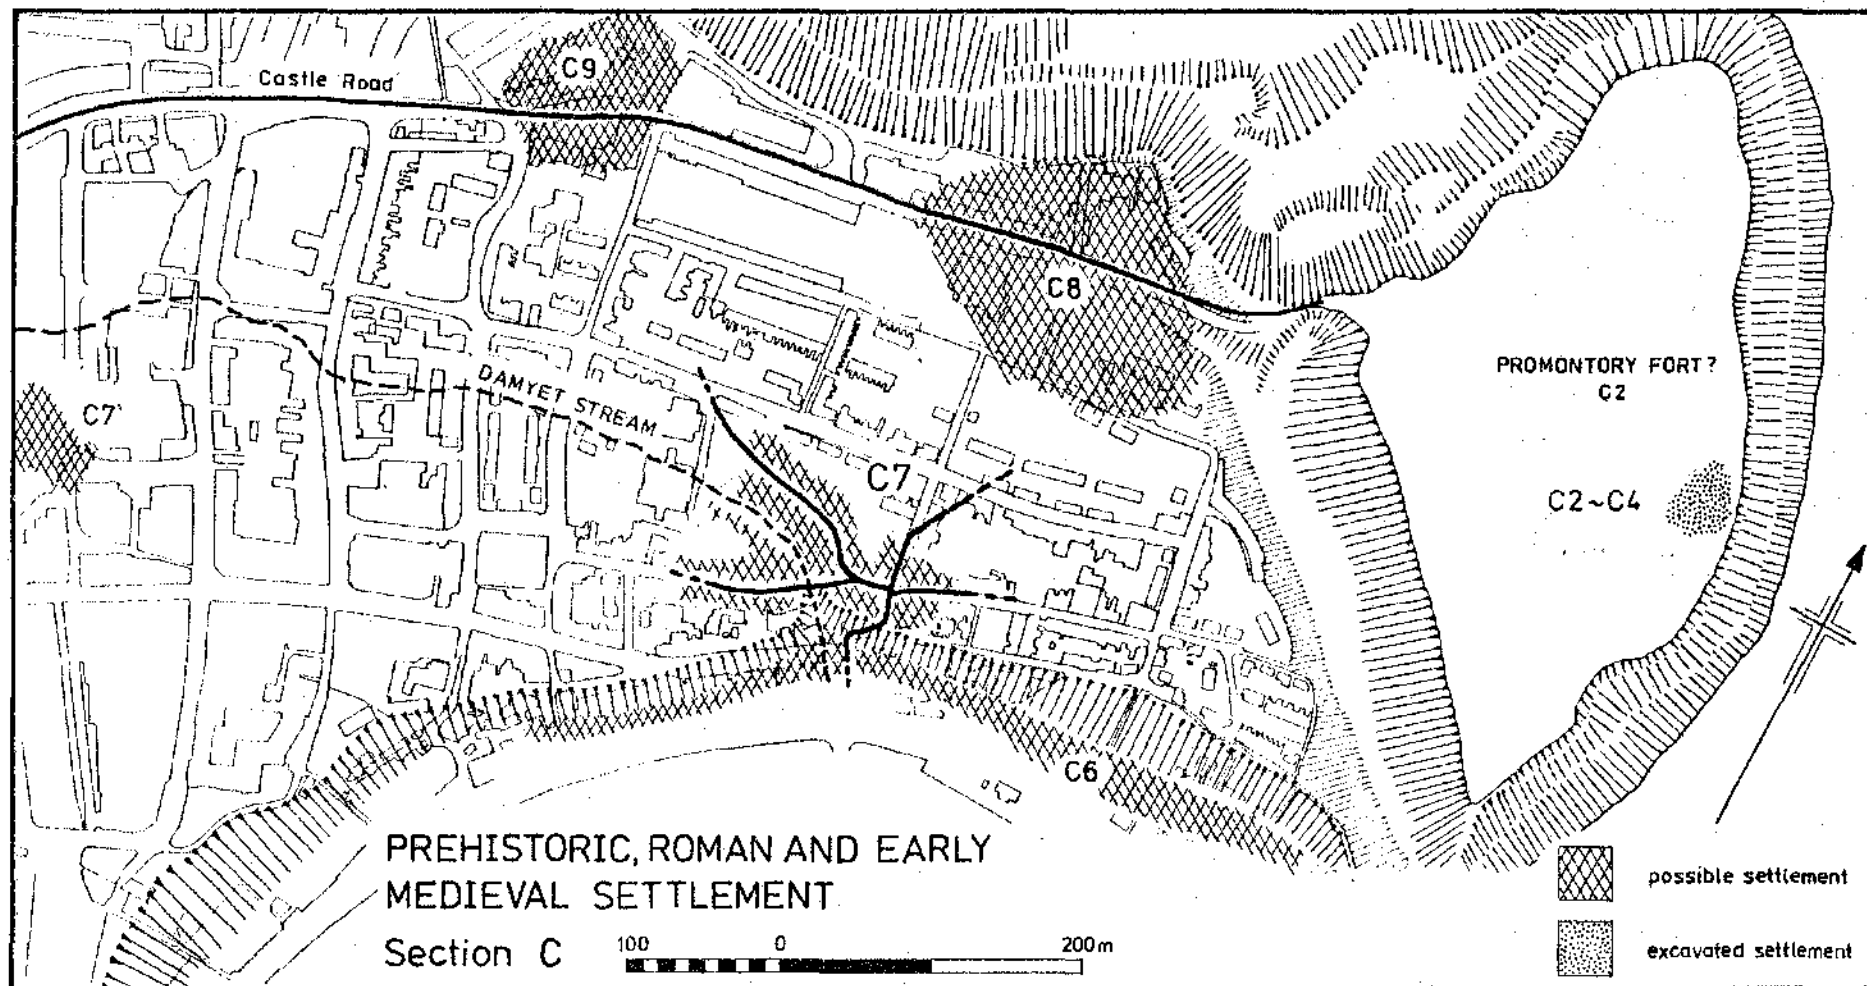 Castle Road
C9
C8
PROMONTORY FORT?
C2
C7
DAMYET STREAM
C7
C2~C4
C6
PREHISTORIC, ROMAN AND EARLY
MEDIEVAL SETTLEMENT
Section C
100 0 200m
possible settlement
excavated settlement